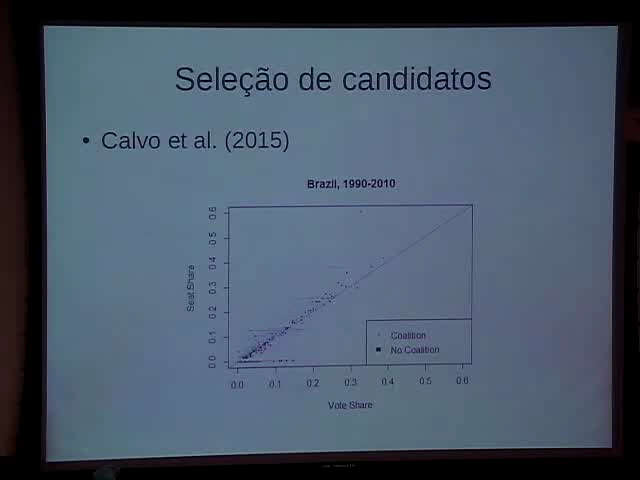 Seleção de candidatos
• Calvo et al. (2015)
Brazil, 1990-2010
Seat Share
0.6
0.5
0.4
0.3
0.2
0.1
0.0
Coalition
No Coalition
0.0 0.1 0.2 0.3 0.4 0.5 0.6
Vote Share